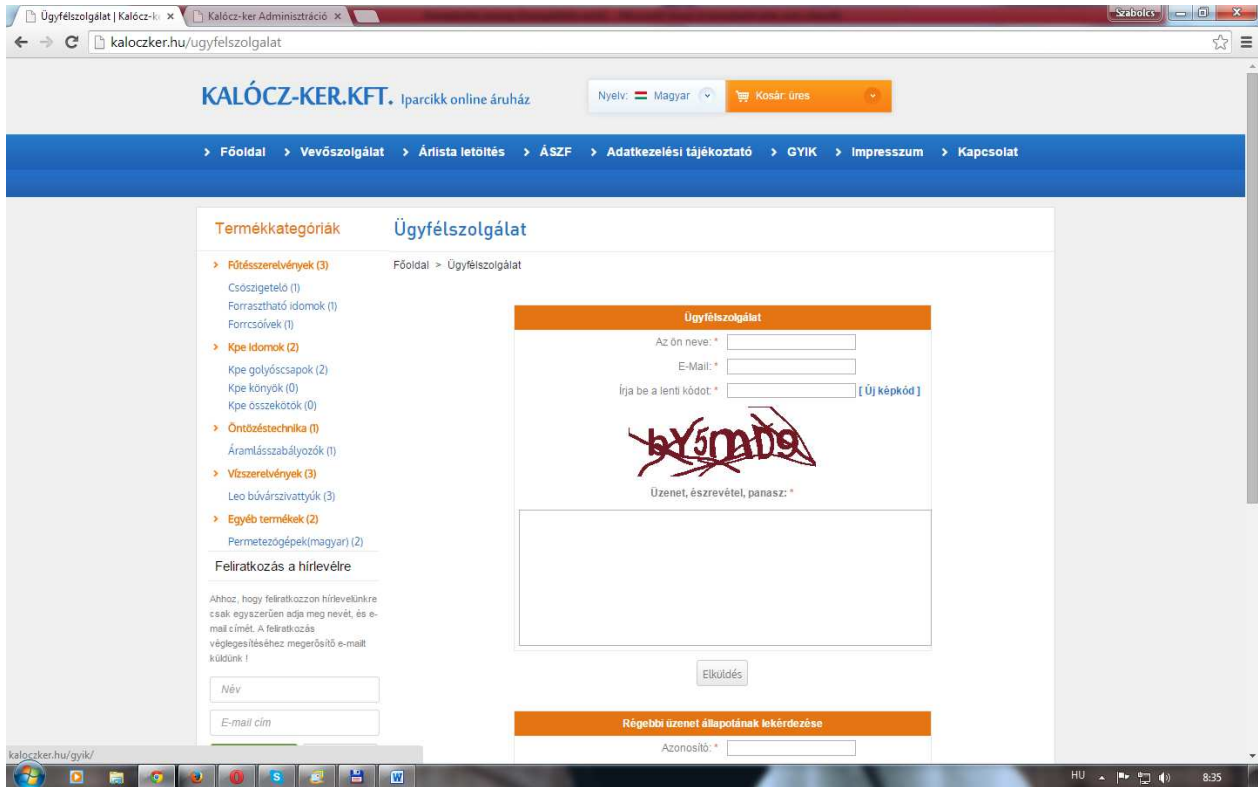 Ügyfélszolgálat | Kalócz-k
Kalócz-ker Adminisztráció
Szabolcs
kaloczker.hu/ugyfelszolgalat
KALÓCZ-KER.KFT. Iparcikk online áruház
Nyelv: Magyar
Kosár: üres
Főoldal Vevőszolgálat Árlista letöltés ÁSZF Adatkezelési tájékoztató GYIK Impresszum Kapcsolat
Termékkategóriák
Fűtésszerelvények (3)
Csőszigetelő (1)
Forrasztható idomok (1)
Forrcsőívek (1)
Kpe Idomok (2)
Kpe golyóscsapok (2)
Kpe könyök (0)
Kpe összekötők (0)
Öntözéstechnika (1)
Áramlásszabályozók (1)
Vízszerelvények (3)
Leo búvárszivattyúk (3)
Egyéb termékek (2)
Permetezőgépek(magyar) (2)
Feliratkozás a hírlevélre
Ahhoz, hogy feliratkozzon hírlevelünkre
csak egyszerűen adja meg nevét, és e-
mail címét. A feliratkozás
véglegesítéséhez megerősítő e-mailt
küldünk !
Név
E-mail cím
Ügyfélszolgálat
Főoldal > Ügyfélszolgálat
Ügyfélszolgálat
Az ön neve: *
E-Mail: *
Írja be a lenti kódot: * [ Új képkód ]
Üzenet, észrevétel, panasz: *
Elküldés
Régebbi üzenet állapotának lekérdezése
Azonosító: *
kaloczker.hu/gyik/
HU
8:35